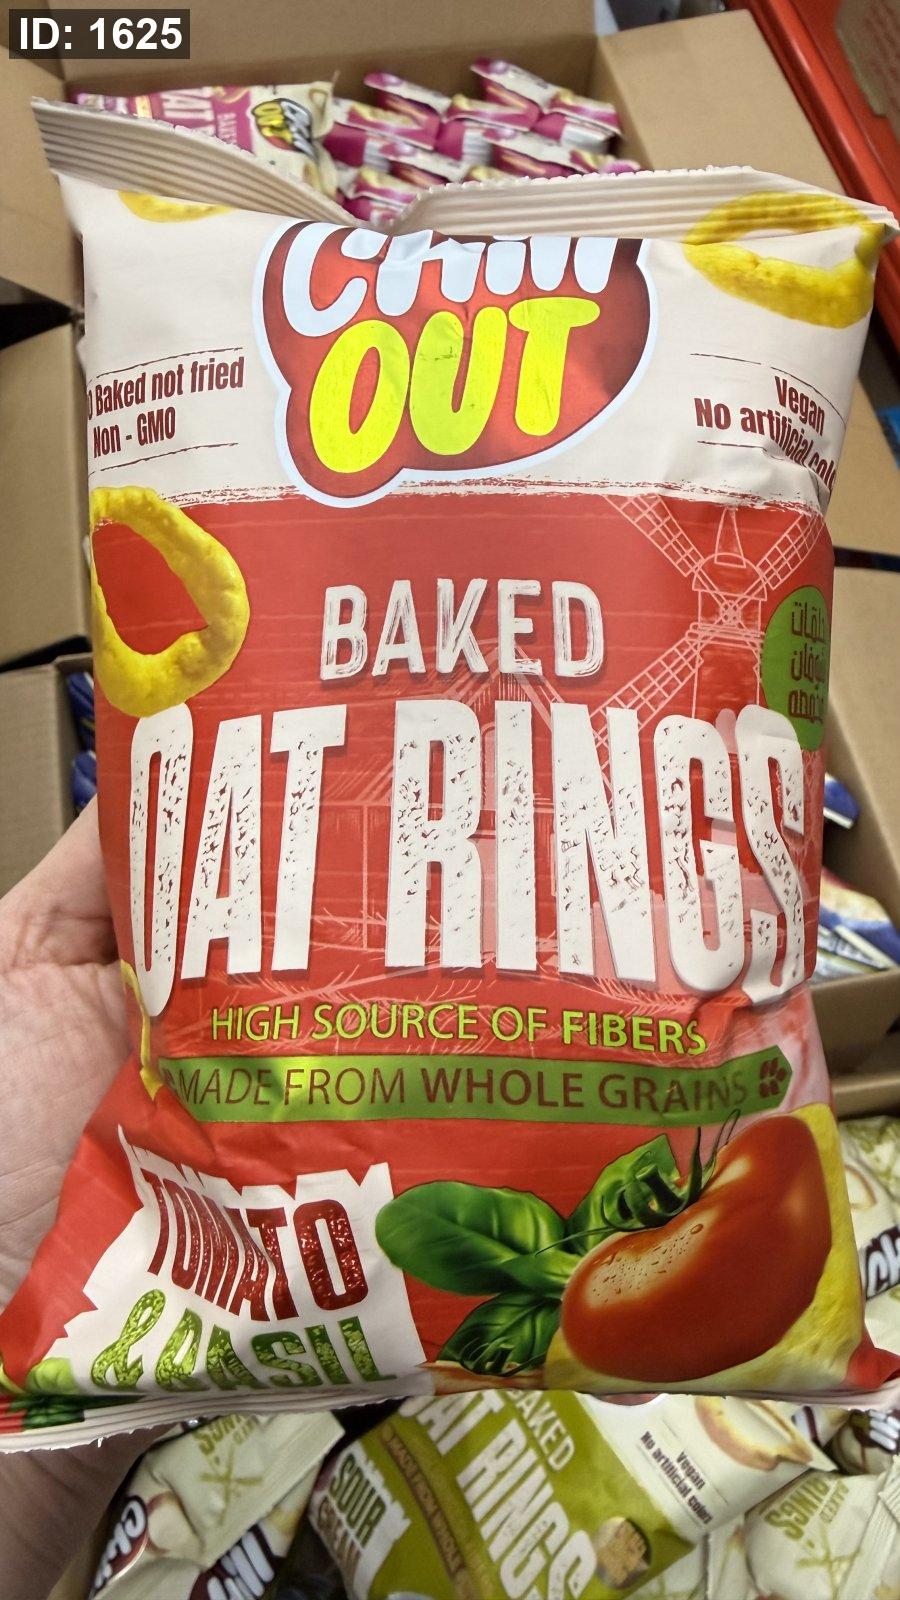 ID: 1625
OUT
Baked not fried
Non - GMO
Vegan
No artificial
BAKED
OAT RINGS
HIGH SOURCE OF FIBERS
MADE FROM WHOLE GRAINS
TOMATO
& BASIL
BAKED
OAT RINGS
SOUR
CREAM
Vegan
No artificial colors